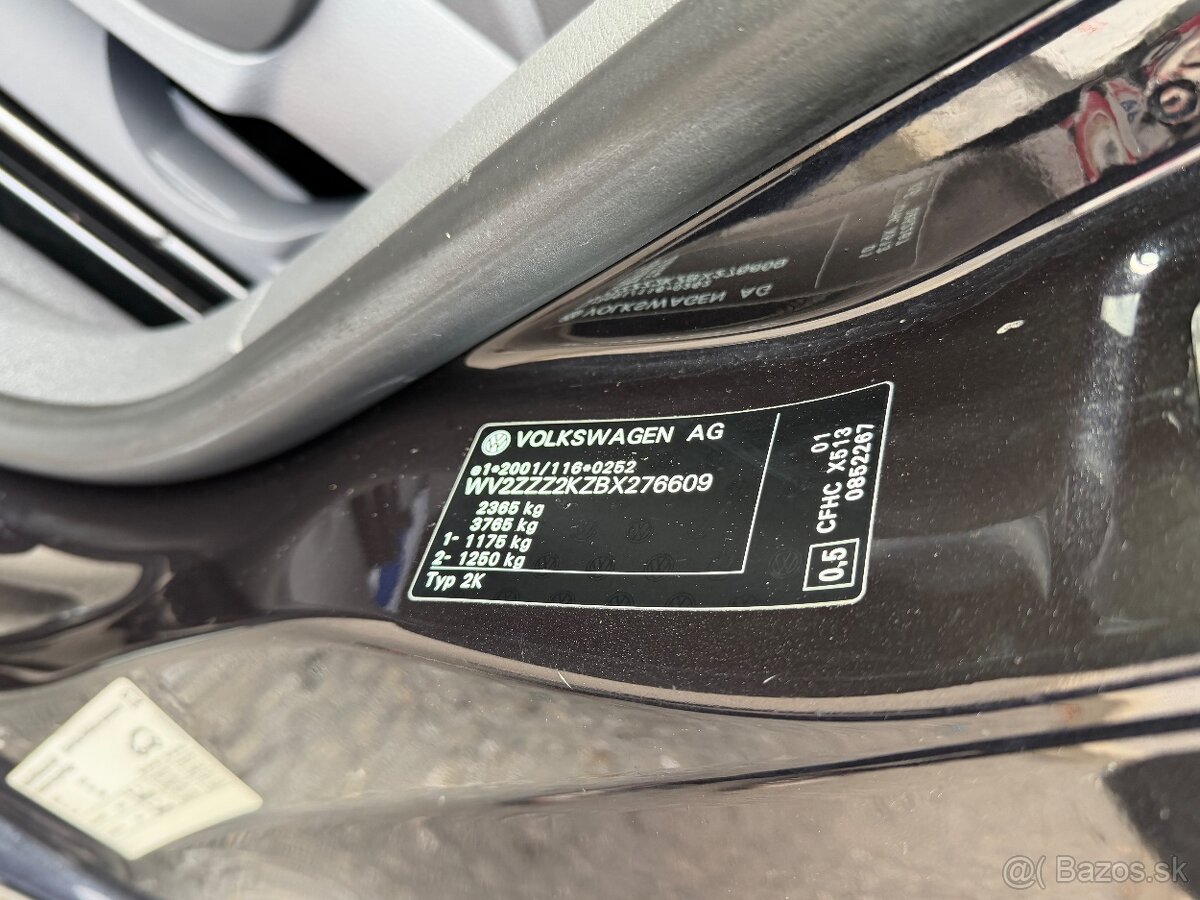 VOLKSWAGEN AG
e1*2001/116*0252
WV2ZZZ2KZBX276609
2365 kg
3765 kg
1- 1175 kg
2- 1250 kg
Typ 2K
01
CFHC X513
0852267
0,5
@( Bazos.sk